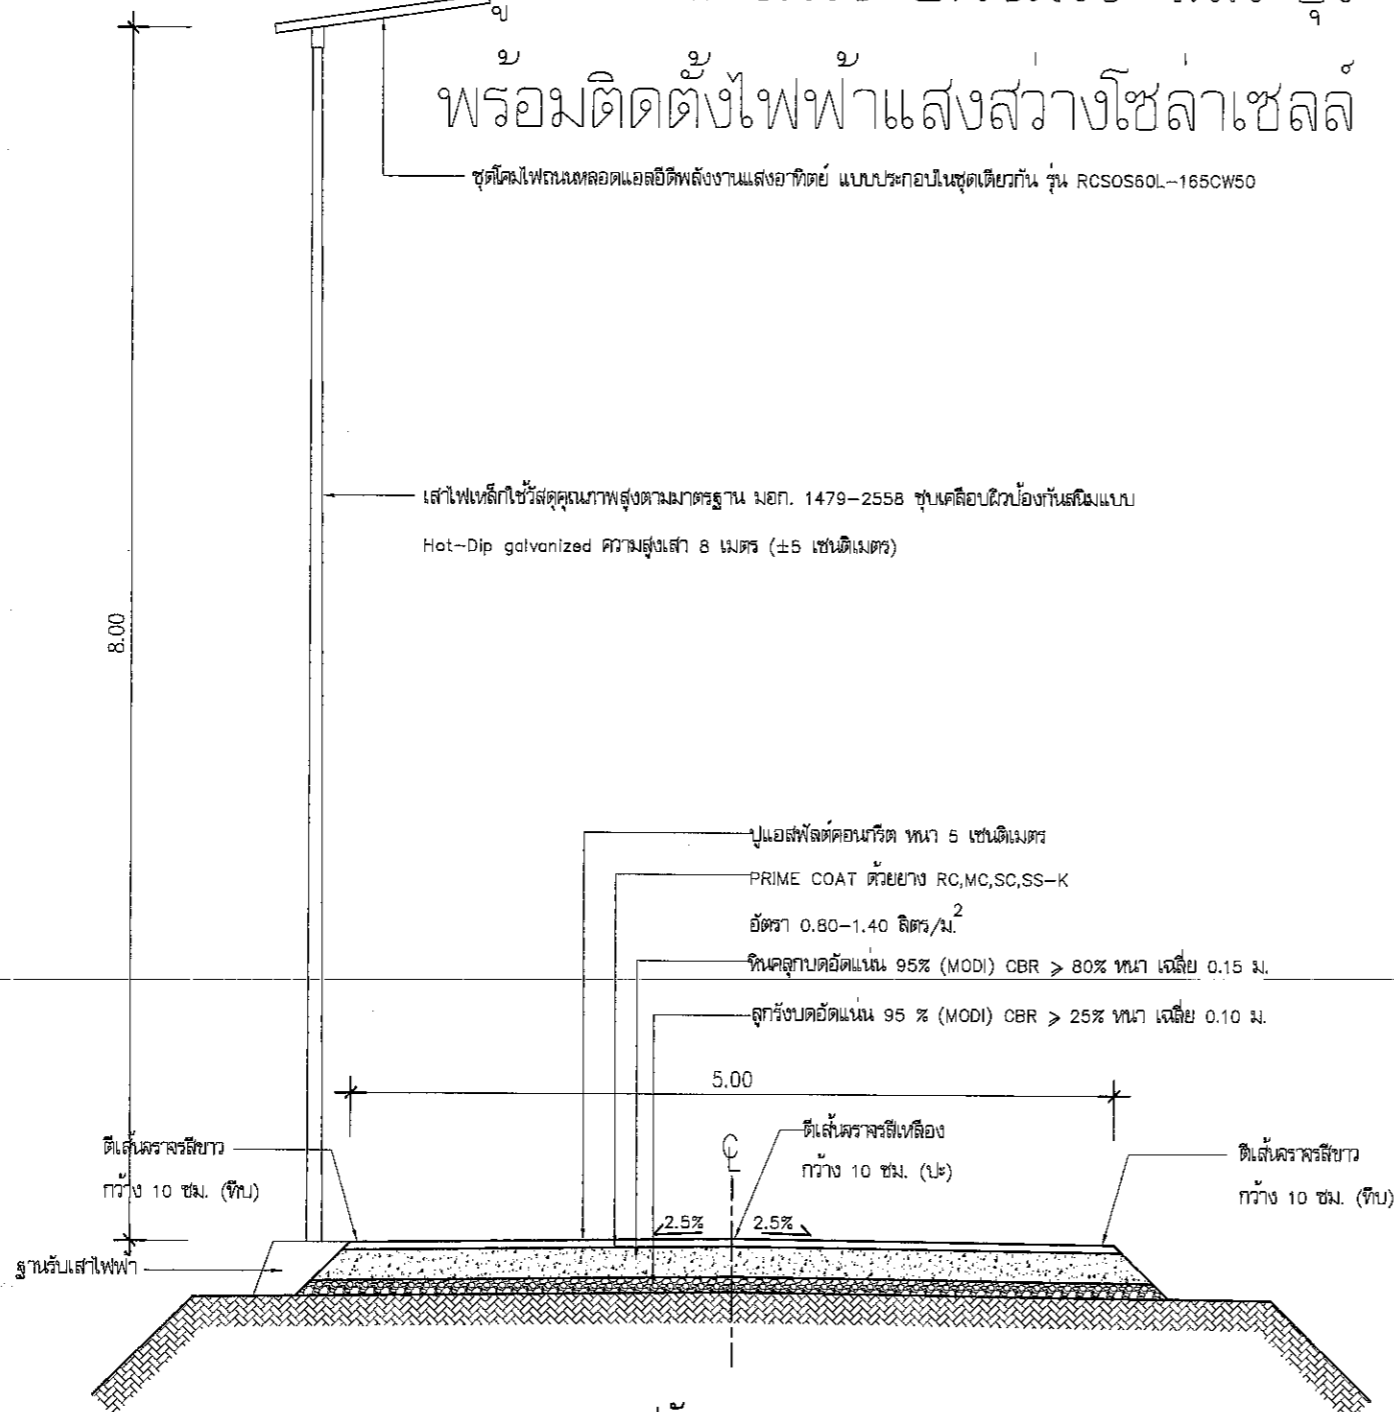 พร้อมติดตั้งไฟฟ้าแสงสว่างโซล่าเซลล์
ชุดโคมไฟถนนหลอดแอลอีดีพลังงานแสงอาทิตย์ แบบประกอบในชุดเดียวกัน รุ่น RCSOS60L-165CW50
เสาไฟเหล็กใช้วัสดุคุณภาพสูงตามมาตรฐาน มอก. 1479-2558 ชุบเคลือบผิวป้องกันสนิมแบบ
Hot-Dip galvanized ความสูงเสา 8 เมตร (±5 เซนติเมตร)
8.00
ปูแอสฟัลต์คอนกรีต หนา 5 เซนติเมตร
PRIME COAT ด้วยยาง RC,MC,SC,SS-K
อัตรา 0.80-1.40 ลิตร/ม.²
หินคลุกบดอัดแน่น 95% (MODI) CBR ⩾ 80% หนา เฉลี่ย 0.15 ม.
ลูกรังบดอัดแน่น 95 % (MODI) CBR ⩾ 25% หนา เฉลี่ย 0.10 ม.
5.00
ตีเส้นจราจรสีขาว
กว้าง 10 ซม. (ทึบ)
ตีเส้นจราจรสีเหลือง
กว้าง 10 ซม. (ปะ)
ตีเส้นจราจรสีขาว
กว้าง 10 ซม. (ทึบ)
2.5% 2.5%
ฐานรับเสาไฟฟ้า